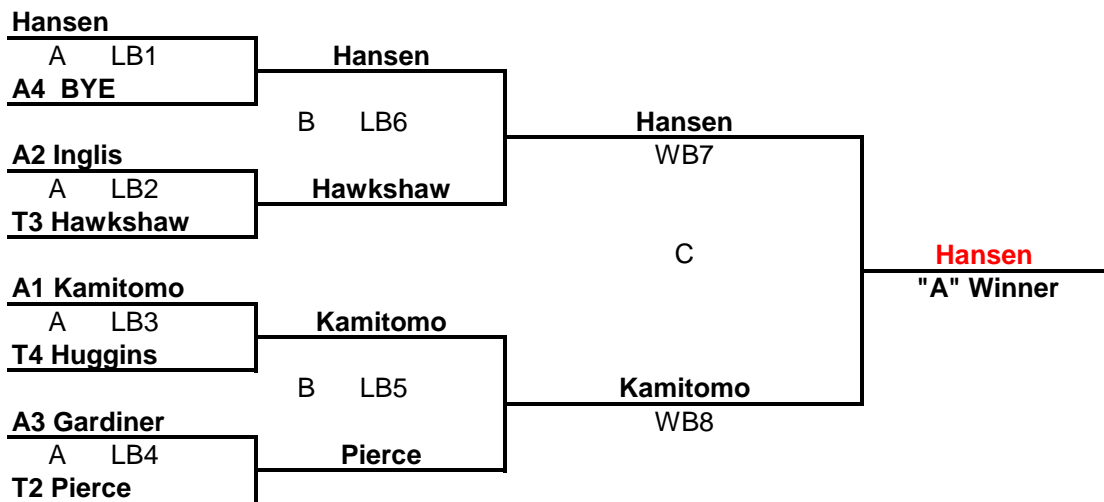 Hansen
A LB1
Hansen
A4 BYE
B LB6
Hansen
A2 Inglis
WB7
A LB2
Hawkshaw
T3 Hawkshaw
C
Hansen
A1 Kamitomo
"A" Winner
A LB3
Kamitomo
T4 Huggins
B LB5
Kamitomo
A3 Gardiner
WB8
A LB4
Pierce
T2 Pierce